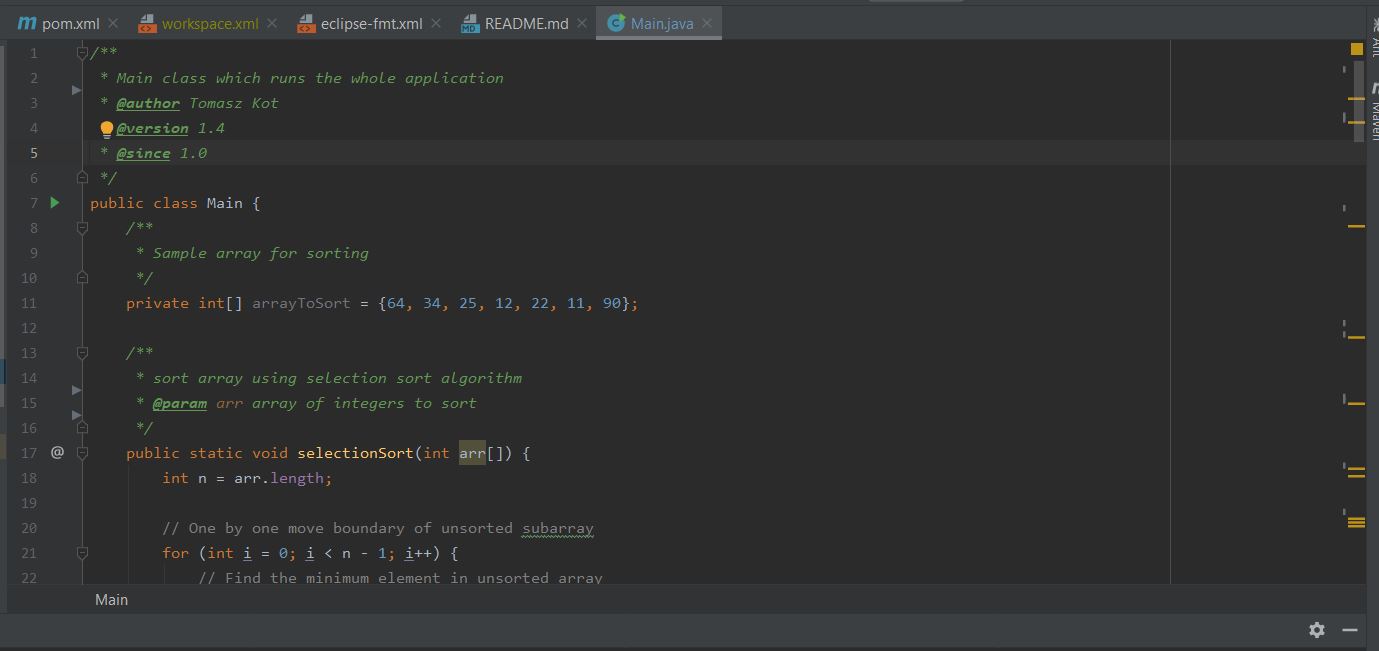 m pom.xml workspace.xml eclipse-fmt.xml MD README.md C Main.java
1 /**
2 * Main class which runs the whole application
3 * @author Tomasz Kot
4 @version 1.4
5 * @since 1.0
6 */
7 public class Main {
8 /**
9 * Sample array for sorting
10 */
11 private int[] arrayToSort = {64, 34, 25, 12, 22, 11, 90};
12
13 /**
14 * sort array using selection sort algorithm
15 * @param arr array of integers to sort
16 */
17 @ public static void selectionSort(int arr[]) {
18 int n = arr.length;
19
20 // One by one move boundary of unsorted subarray
21 for (int i = 0; i < n - 1; i++) {
22 // Find the minimum element in unsorted array
Main
Ant
m Maven